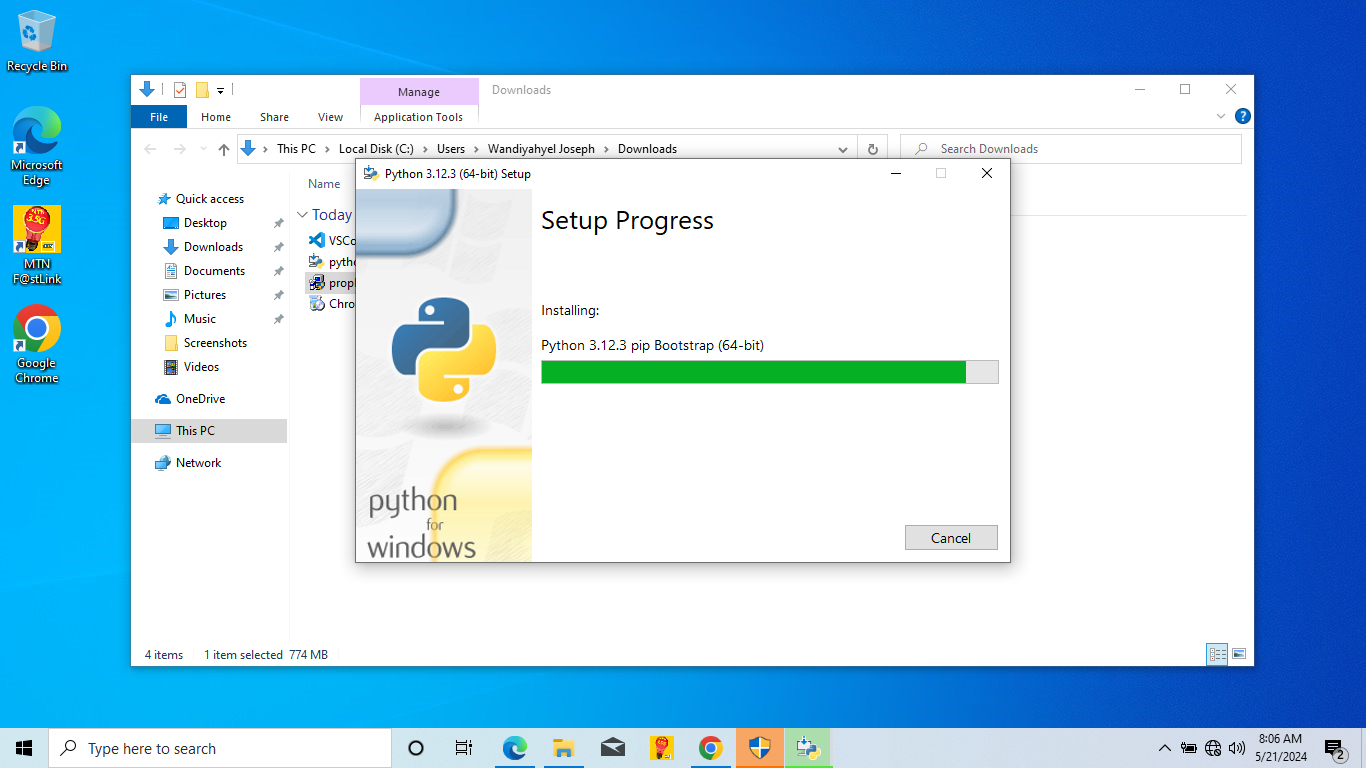 Recycle Bin
Microsoft
Edge
MTN
3.5G
MTN
F@stLink
Google
Chrome
Manage
Downloads
File
Home
Share
View
Application Tools
?
This PC
Local Disk (C:)
Users
Wandiyahyel Joseph
Downloads
Search Downloads
Quick access
Desktop
Downloads
Documents
Pictures
Music
Screenshots
Videos
OneDrive
This PC
Network
Name
Today
VSCo
pytho
prop
Chro
Python 3.12.3 (64-bit) Setup
Setup Progress
Installing:
Python 3.12.3 pip Bootstrap (64-bit)
python
for
windows
Cancel
4 items
1 item selected 774 MB
Type here to search
8:06 AM
5/21/2024
2